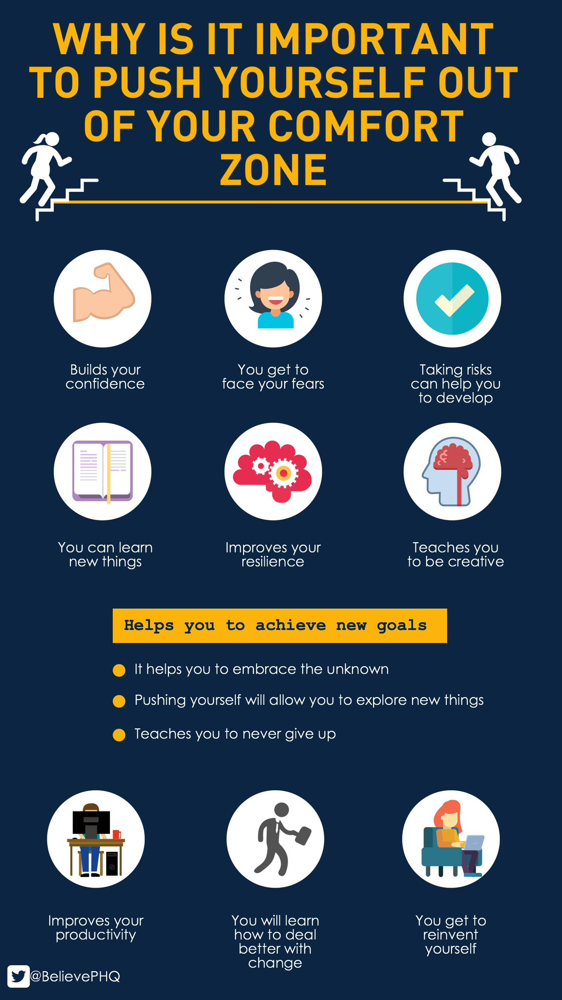 WHY IS IT IMPORTANT
TO PUSH YOURSELF OUT
OF YOUR COMFORT
ZONE
Builds your
confidence
You get to
face your fears
Taking risks
can help you
to develop
You can learn
new things
Improves your
resilience
Teaches you
to be creative
Helps you to achieve new goals
It helps you to embrace the unknown
Pushing yourself will allow you to explore new things
Teaches you to never give up
Improves your
productivity
You will learn
how to deal
better with
change
You get to
reinvent
yourself
@BelievePHQ